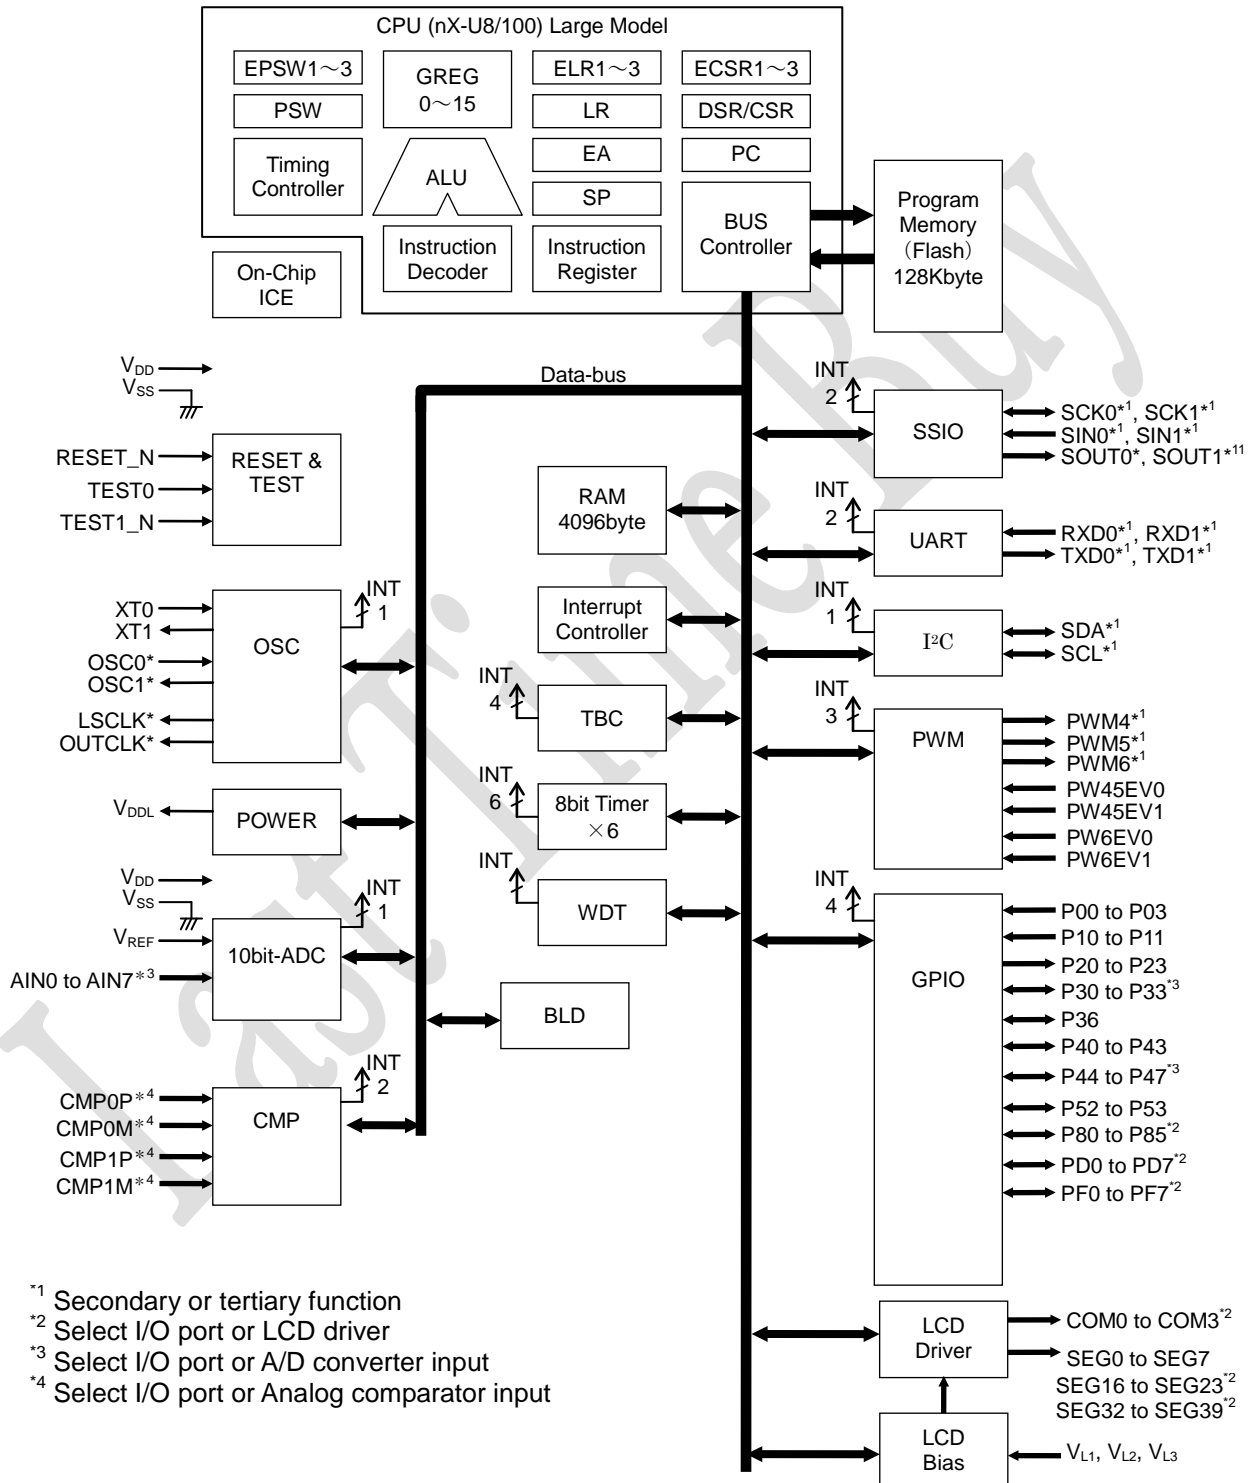 CPU (nX-U8/100) Large Model
EPSW1～3
GREG
0～15
ELR1～3
ECSR1～3
PSW
LR
DSR/CSR
Timing
Controller
ALU
EA
PC
SP
BUS
Controller
Instruction
Decoder
Instruction
Register
On-Chip
ICE
Program
Memory
(Flash)
128Kbyte
VDD
VSS
Data-bus
RESET_N
TEST0
TEST1_N
RESET &
TEST
RAM
4096byte
INT
2
SSIO
SCK0*1, SCK1*1
SIN0*1, SIN1*1
SOUT0*, SOUT1*11
INT
2
UART
RXD0*1, RXD1*1
TXD0*1, TXD1*1
XT0
XT1
OSC0*
OSC1*
LSCLK*
OUTCLK*
OSC
INT
1
Interrupt
Controller
INT
1
I2C
SDA*1
SCL*1
INT
4
TBC
INT
3
PWM
PWM4*1
PWM5*1
PWM6*1
PW45EV0
PW45EV1
PW6EV0
PW6EV1
VDDL
POWER
INT
6
8bit Timer
×6
VDD
VSS
VREF
AIN0 to AIN7*3
10bit-ADC
INT
1
INT
WDT
INT
4
GPIO
P00 to P03
P10 to P11
P20 to P23
P30 to P33*3
P36
P40 to P43
P44 to P47*3
P52 to P53
P80 to P85*2
PD0 to PD7*2
PF0 to PF7*2
BLD
CMP0P*4
CMP0M*4
CMP1P*4
CMP1M*4
CMP
INT
2
*1 Secondary or tertiary function
*2 Select I/O port or LCD driver
*3 Select I/O port or A/D converter input
*4 Select I/O port or Analog comparator input
LCD
Driver
COM0 to COM3*2
SEG0 to SEG7
SEG16 to SEG23*2
SEG32 to SEG39*2
LCD
Bias
VL1, VL2, VL3
Last Time Buy